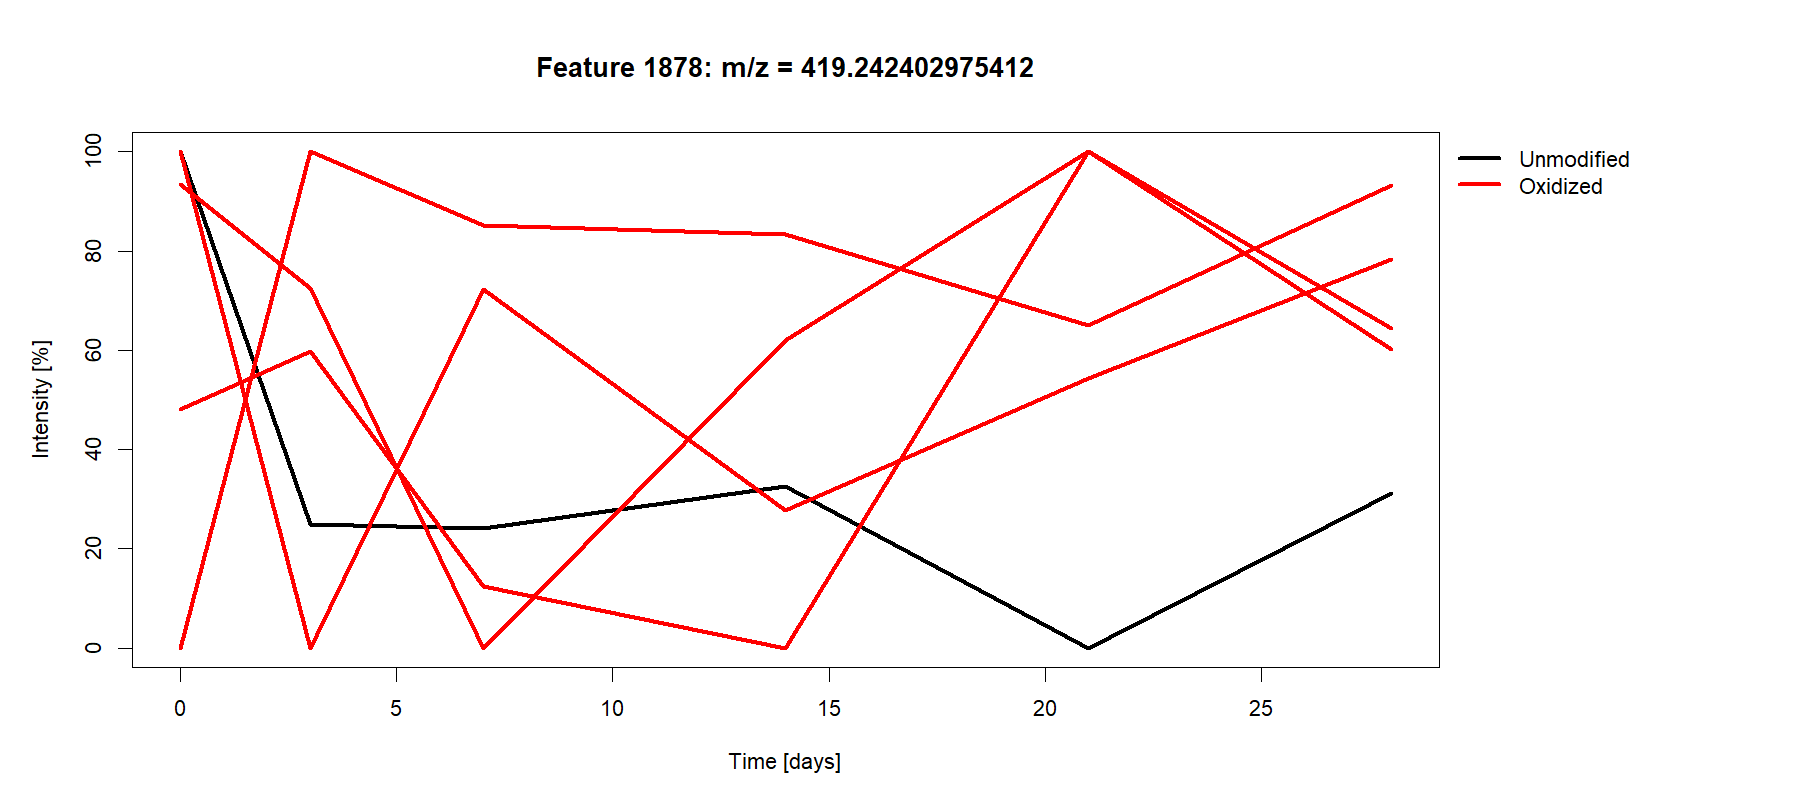 Feature 1878: m/z = 419.242402975412
Unmodified
Oxidized
Intensity [%]
100
80
60
40
20
0
0 5 10 15 20 25
Time [days]